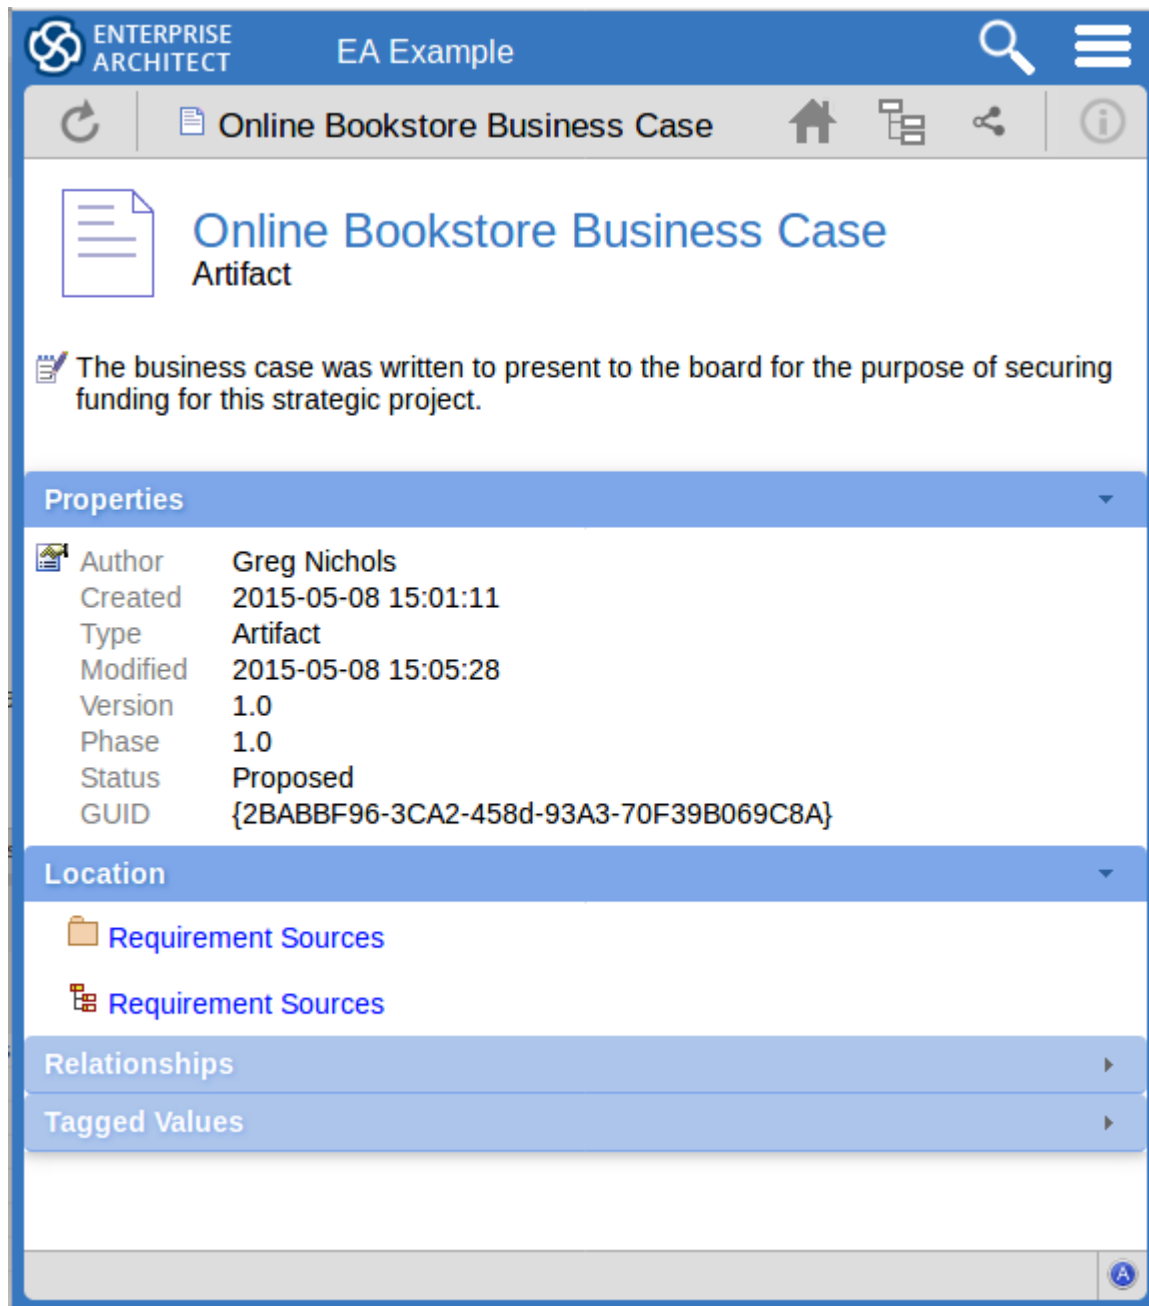 ENTERPRISE
ARCHITECT
EA Example
Online Bookstore Business Case
Online Bookstore Business Case
Artifact
The business case was written to present to the board for the purpose of securing
funding for this strategic project.
Properties
Author Greg Nichols
Created 2015-05-08 15:01:11
Type Artifact
Modified 2015-05-08 15:05:28
Version 1.0
Phase 1.0
Status Proposed
GUID {2BABBF96-3CA2-458d-93A3-70F39B069C8A}
Location
Requirement Sources
Requirement Sources
Relationships
Tagged Values
A